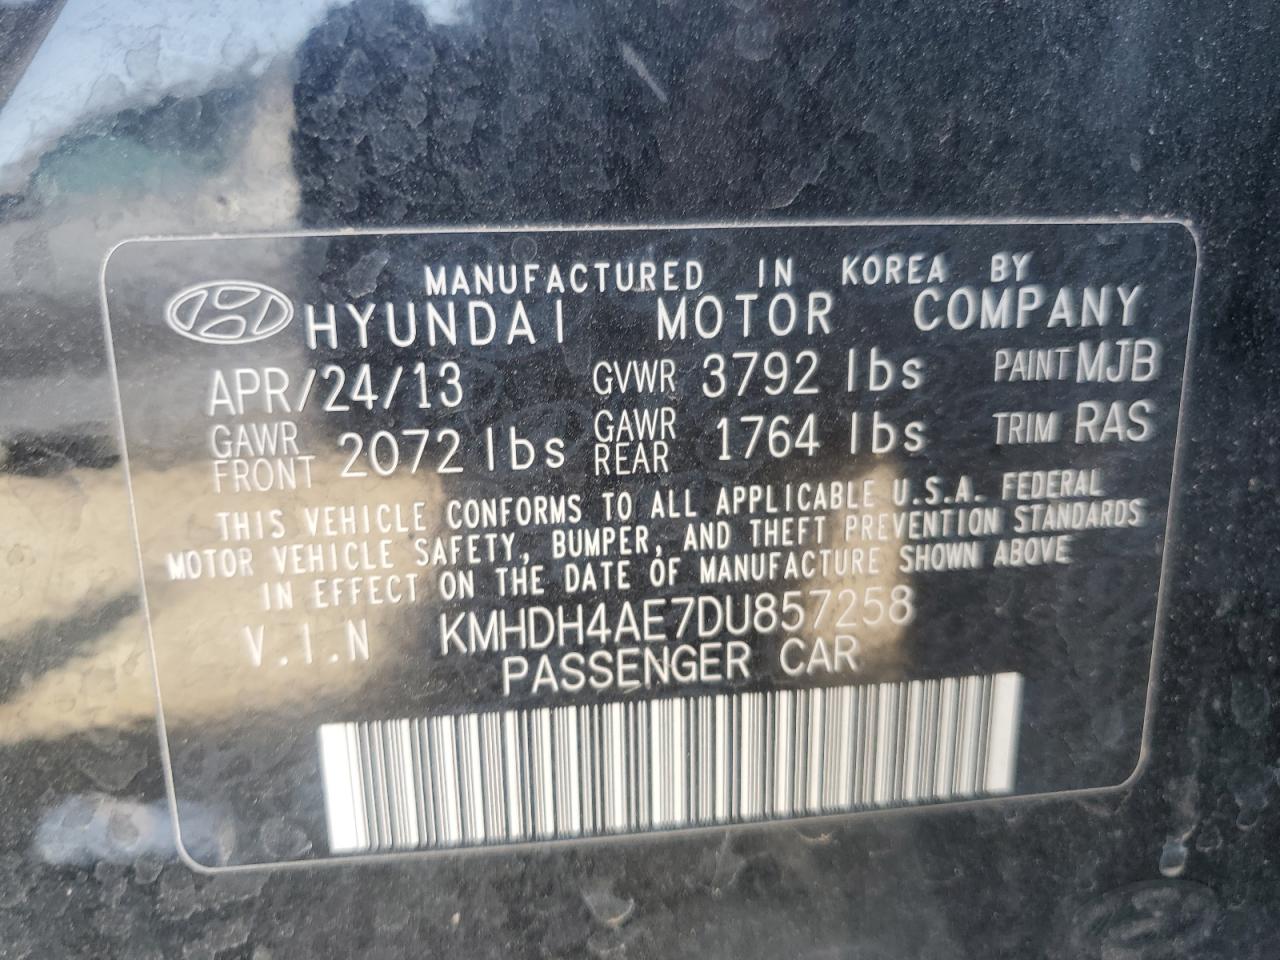 MANUFACTURED IN KOREA BY
HYUNDAI MOTOR COMPANY
APR/24/13 GVWR 3792 lbs PAINT MJB
GAWR FRONT 2072 lbs GAWR REAR 1764 lbs TRIM RAS
THIS VEHICLE CONFORMS TO ALL APPLICABLE U.S.A. FEDERAL
MOTOR VEHICLE SAFETY, BUMPER, AND THEFT PREVENTION STANDARDS
IN EFFECT ON THE DATE OF MANUFACTURE SHOWN ABOVE
V.I.N KMHDH4AE7DU857258
PASSENGER CAR